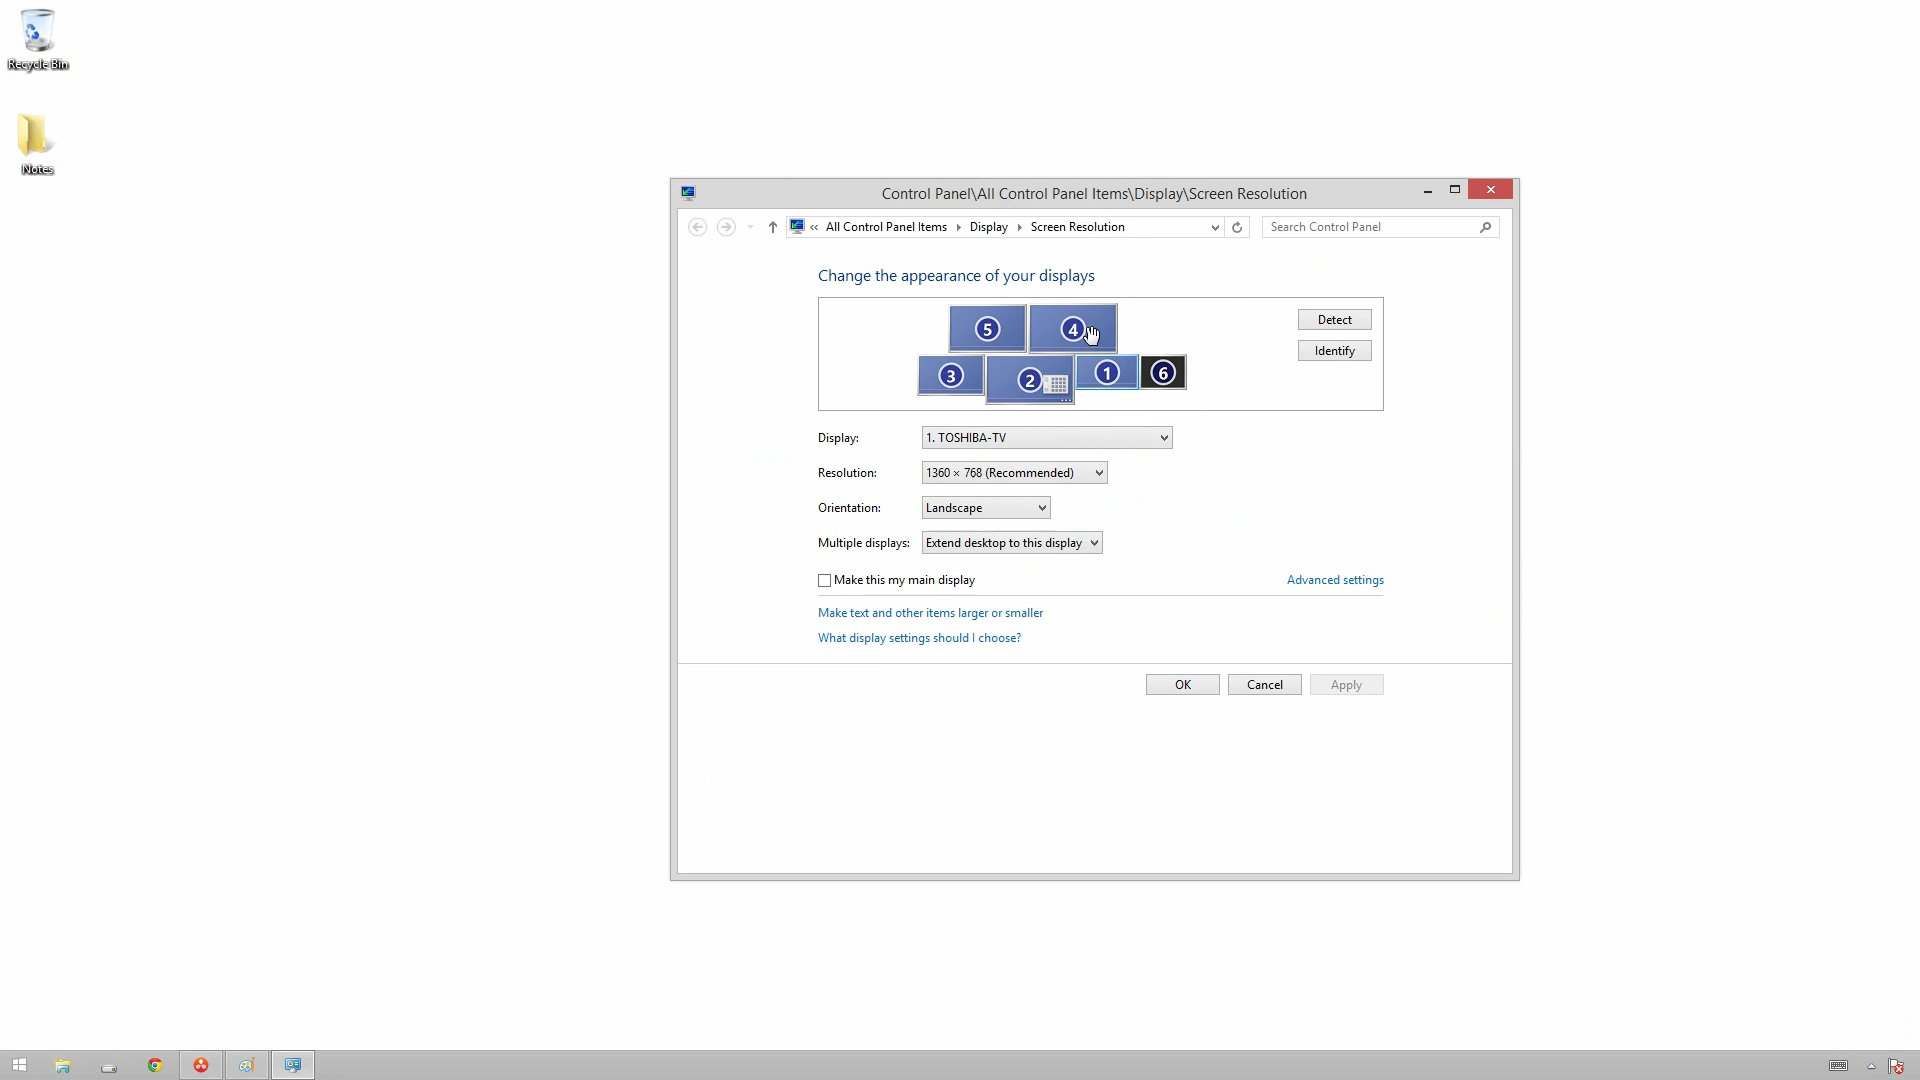 Recycle Bin
Notes
Control Panel\All Control Panel Items\Display\Screen Resolution
« All Control Panel Items Display Screen Resolution
Search Control Panel
Change the appearance of your displays
5 4
3 2 1 6
Detect
Identify
Display: 1. TOSHIBA-TV
Resolution: 1360 × 768 (Recommended)
Orientation: Landscape
Multiple displays: Extend desktop to this display
Make this my main display
Advanced settings
Make text and other items larger or smaller
What display settings should I choose?
OK Cancel Apply